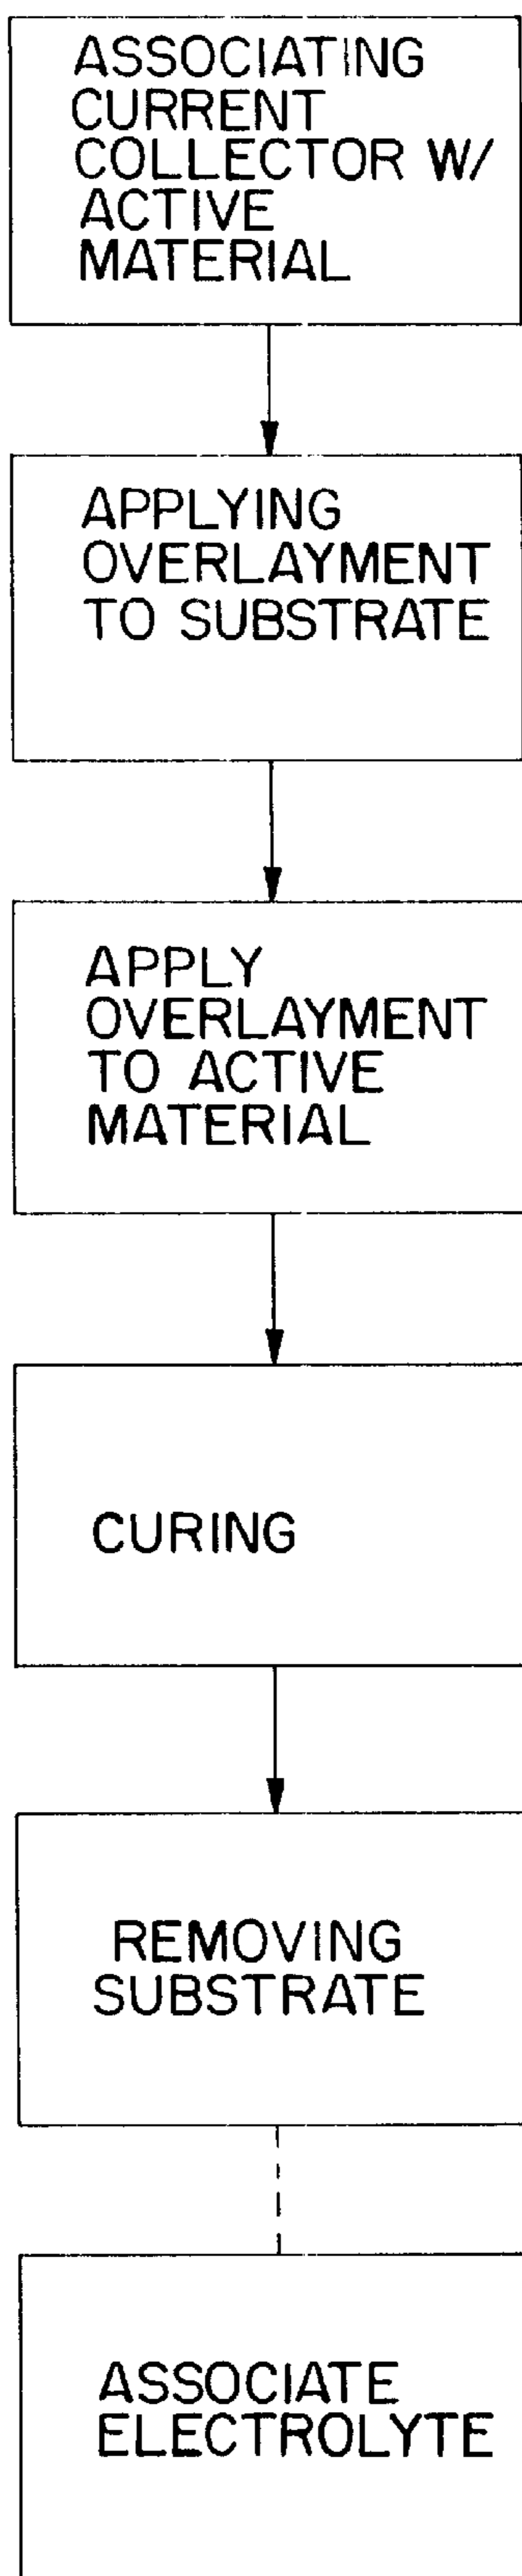 ASSOCIATING
CURRENT
COLLECTOR W/
ACTIVE
MATERIAL
APPLYING
OVERLAYMENT
TO SUBSTRATE
APPLY
OVERLAYMENT
TO ACTIVE
MATERIAL
CURING
REMOVING
SUBSTRATE
ASSOCIATE
ELECTROLYTE